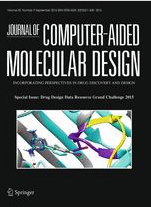 JOURNAL OF
COMPUTER-AIDED
MOLECULAR DESIGN
INCORPORATING PERSPECTIVES IN DRUG DISCOVERY AND DESIGN
Special Issue: Drug Design Data Resource Grand Challenge 2015
Springer